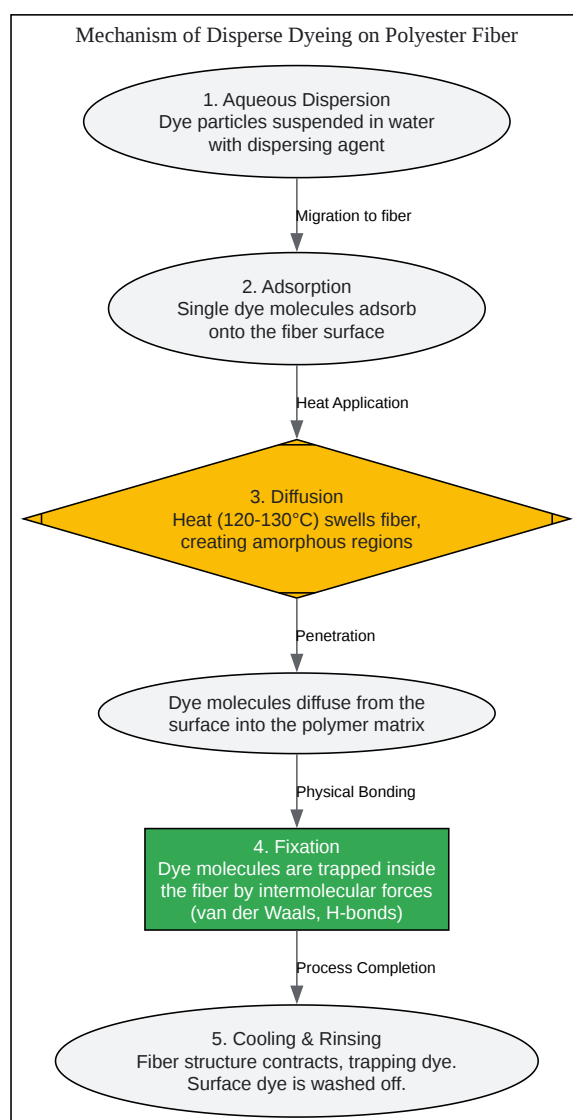 Mechanism of Disperse Dyeing on Polyester Fiber
1. Aqueous Dispersion
Dye particles suspended in water
with dispersing agent
Migration to fiber
2. Adsorption
Single dye molecules adsorb
onto the fiber surface
Heat Application
3. Diffusion
Heat (120-130°C) swells fiber,
creating amorphous regions
Penetration
Dye molecules diffuse from the
surface into the polymer matrix
Physical Bonding
4. Fixation
Dye molecules are trapped inside
the fiber by intermolecular forces
(van der Waals, H-bonds)
Process Completion
5. Cooling & Rinsing
Fiber structure contracts, trapping dye.
Surface dye is washed off.